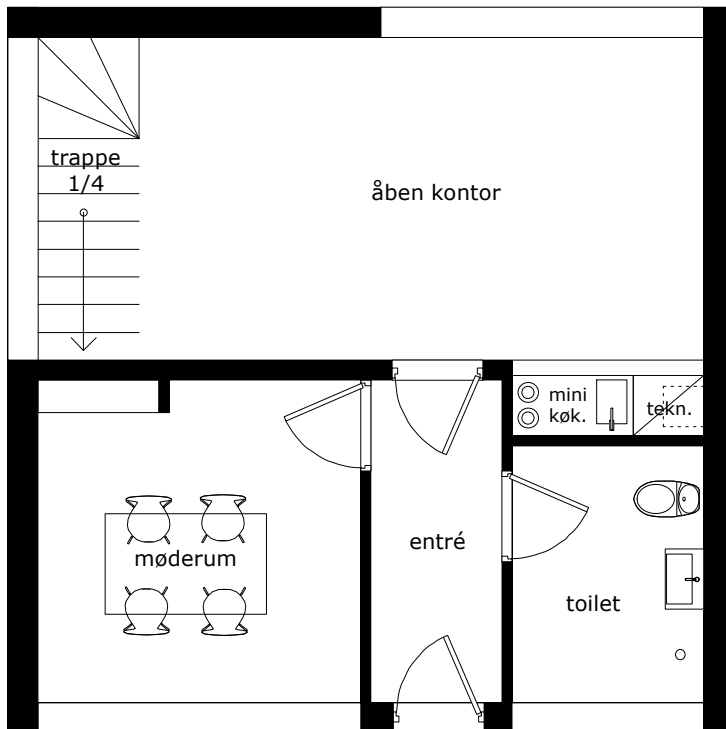 trappe
1/4
åben kontor
mini
køk.
tekn.
entré
møderum
toilet